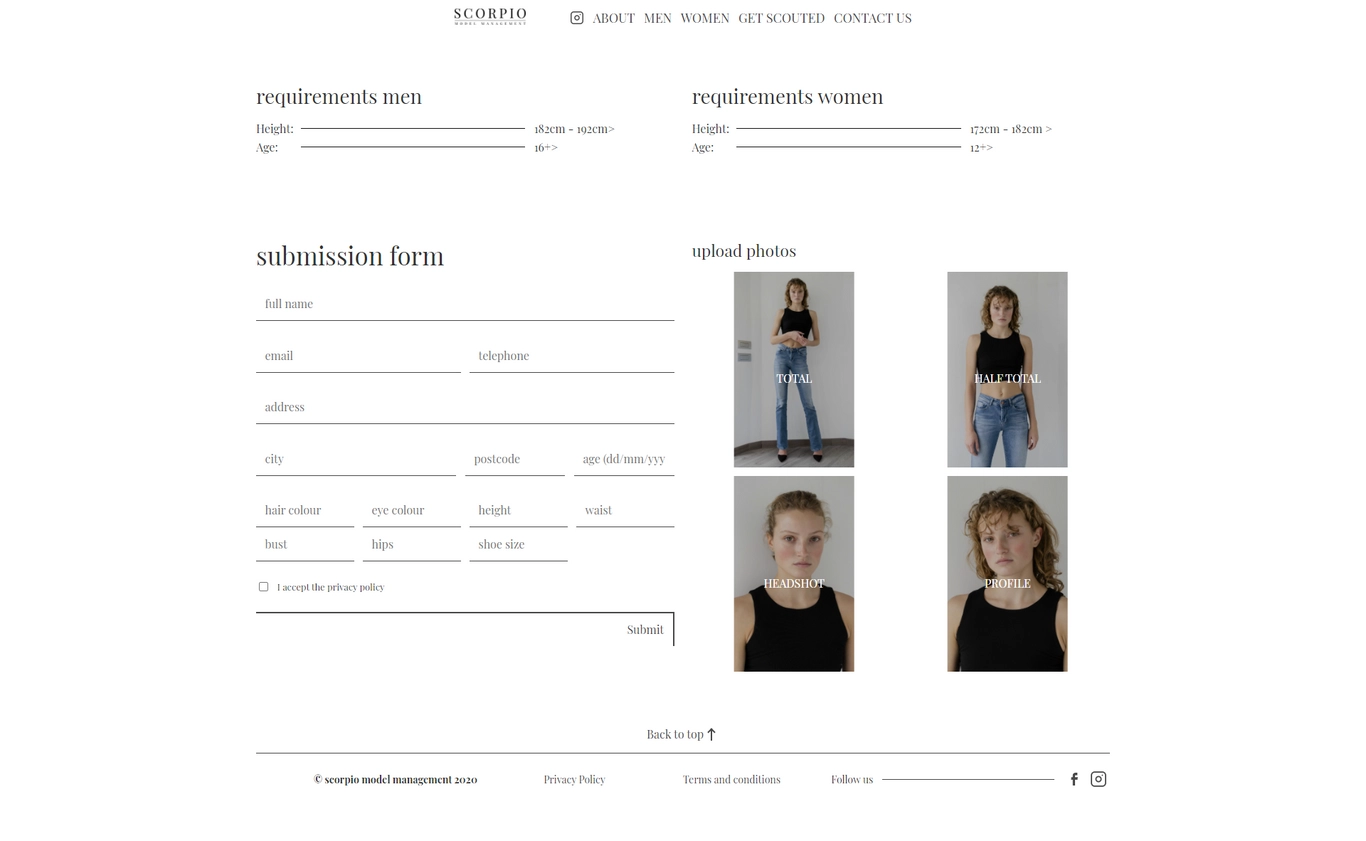 SCORPIO
MODEL MANAGEMENT
ABOUT MEN WOMEN GET SCOUTED CONTACT US
requirements men
Height: 182cm - 192cm>
Age: 16+>
requirements women
Height: 172cm - 182cm >
Age: 12+>
submission form
full name
email telephone
address
city postcode age (dd/mm/yyy
hair colour eye colour height waist
bust hips shoe size
I accept the privacy policy
Submit
upload photos
TOTAL HALF TOTAL
HEADSHOT PROFILE
Back to top
© scorpio model management 2020 Privacy Policy Terms and conditions Follow us